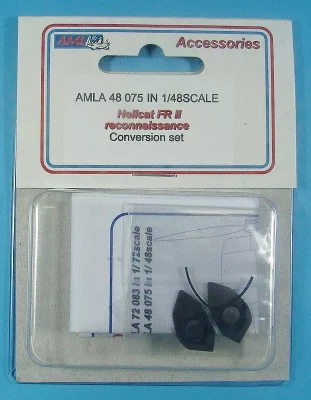 AMLA
Accessories
AMLA 48 075 IN 1/48SCALE
Hellcat FR II
reconnaissance
Conversion set
LA 72 083 in 1/72scale
LA 48 075 in 1/48scale